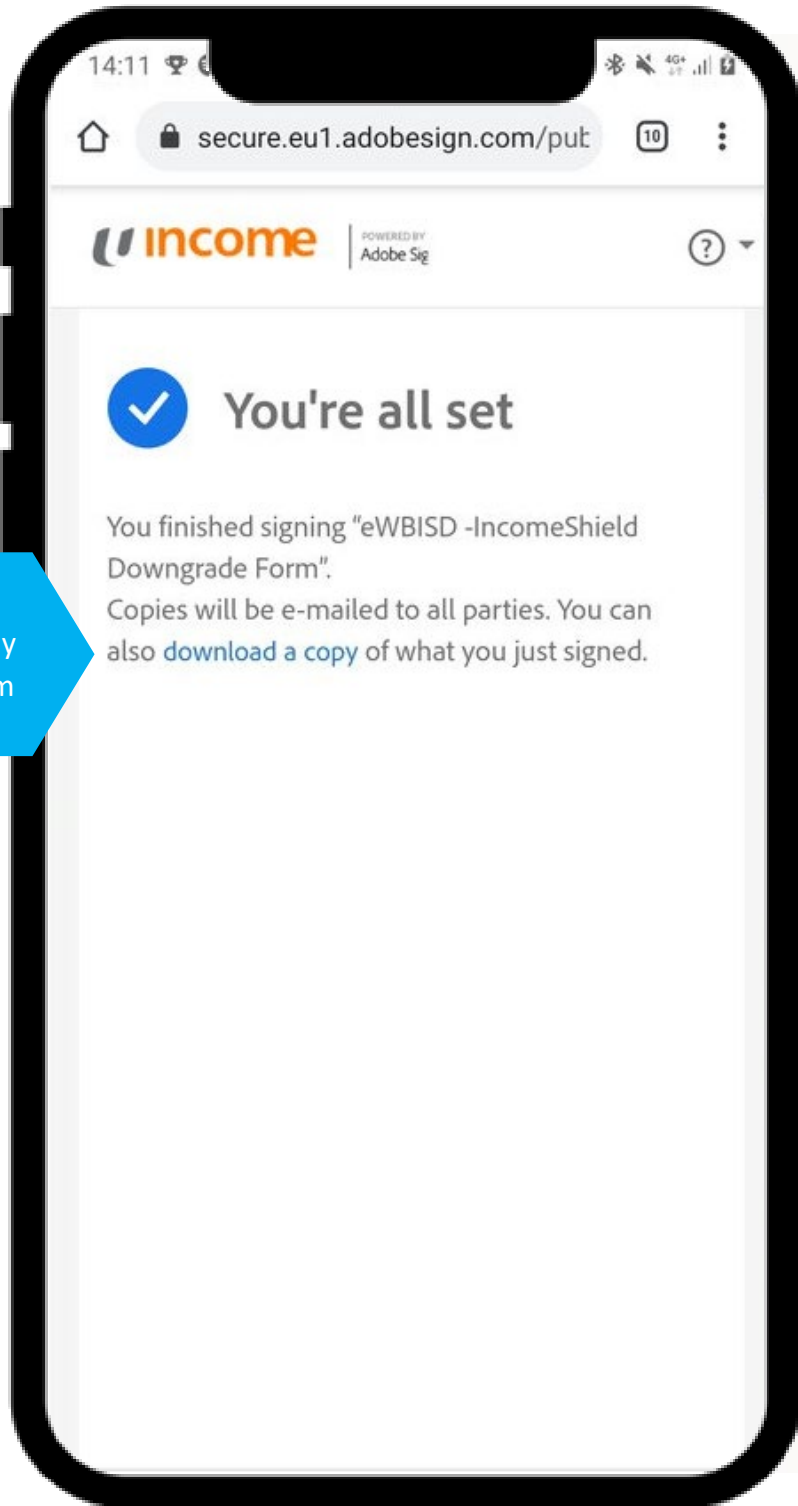 14:11
4G+
secure.eu1.adobesign.com/put
10
income
POWERED BY
Adobe Sig
?
You're all set
You finished signing “eWBISD -IncomeShield
Downgrade Form”.
Copies will be e-mailed to all parties. You can
also download a copy of what you just signed.